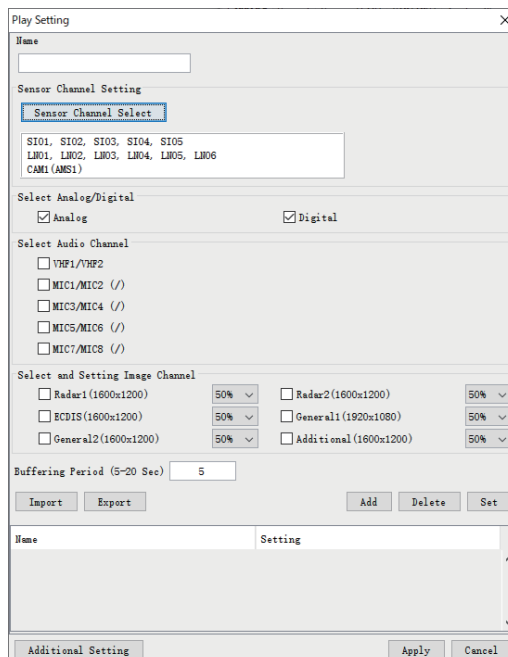 Play Setting
Name
Sensor Channel Setting
Sensor Channel Select
SI01, SI02, SI03, SI04, SI05
LN01, LN02, LN03, LN04, LN05, LN06
CAM1(AMS1)
Select Analog/Digital
Analog Digital
Select Audio Channel
VHF1/VHF2
MIC1/MIC2 (/)
MIC3/MIC4 (/)
MIC5/MIC6 (/)
MIC7/MIC8 (/)
Select and Setting Image Channel
Radar1(1600x1200) 50% Radar2(1600x1200) 50%
ECDIS(1600x1200) 50% General1(1920x1080) 50%
General2(1600x1200) 50% Additional(1600x1200) 50%
Buffering Period (5-20 Sec) 5
Import Export Add Delete Set
Name Setting
Additional Setting Apply Cancel